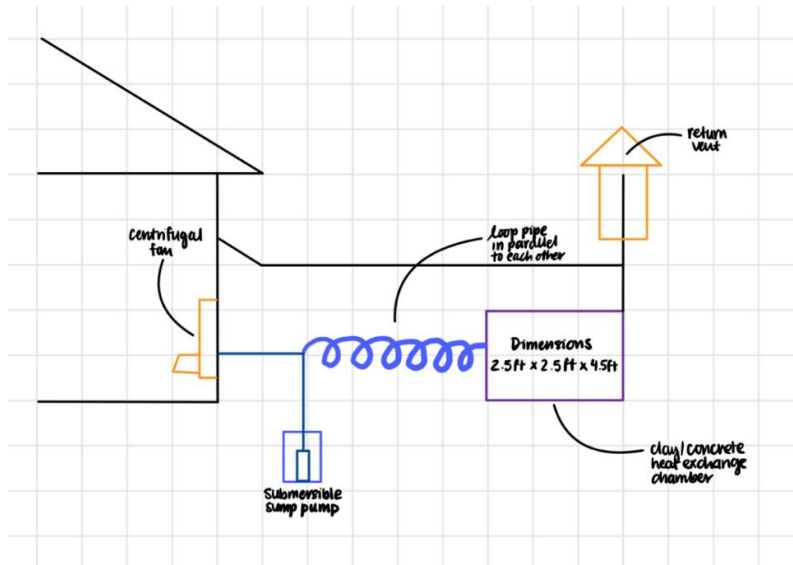 return
vent
centrifugal
fan
loop pipe
in parallel
to each other
Dimensions
2.5ft x 2.5ft x 4.5ft
clay/concrete
heat exchange
chamber
Submersible
sump pump